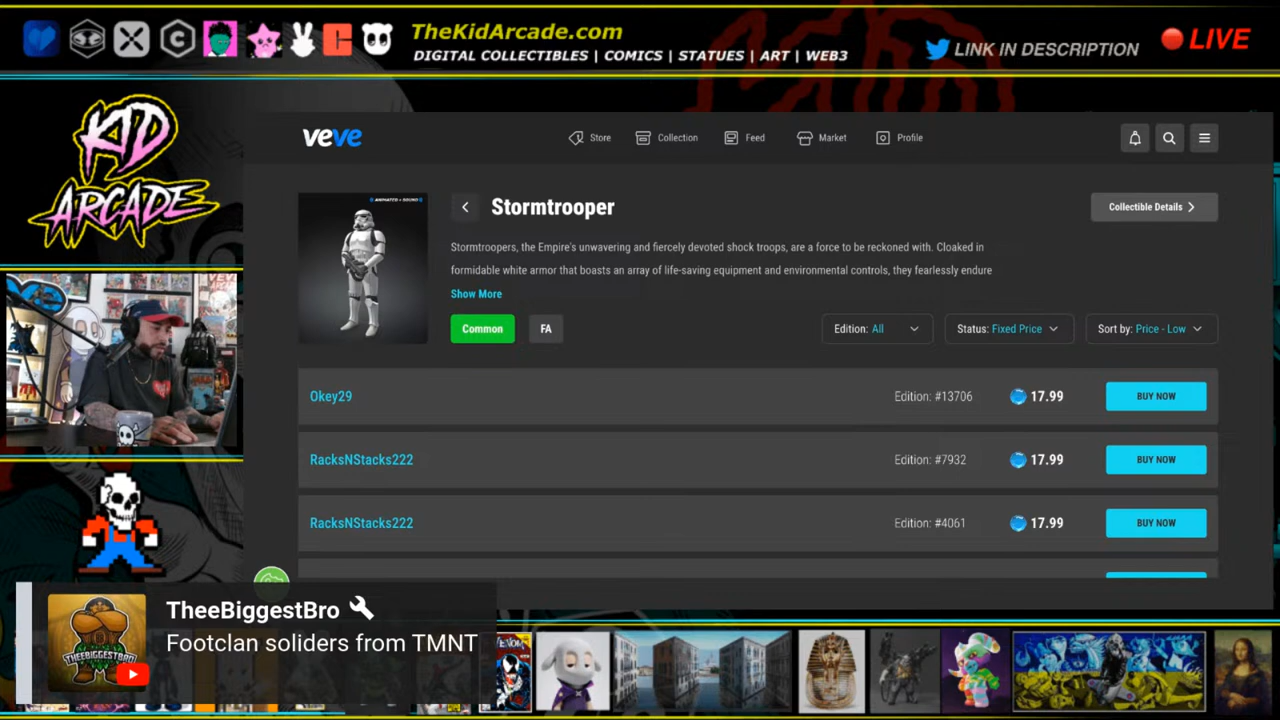 TheKidArcade.com
DIGITAL COLLECTIBLES | COMICS | STATUES | ART | WEB3
LINK IN DESCRIPTION
LIVE
KID
ARCADE
veve
Store
Collection
Feed
Market
Profile
ANIMATED + SOUND
Stormtrooper
Collectible Details
Stormtroopers, the Empire's unwavering and fiercely devoted shock troops, are a force to be reckoned with. Cloaked in
formidable white armor that boasts an array of life-saving equipment and environmental controls, they fearlessly endure
Show More
Common
FA
Edition: All
Status: Fixed Price
Sort by: Price - Low
Okey29
Edition: #13706
17.99
BUY NOW
RacksNStacks222
Edition: #7932
17.99
BUY NOW
RacksNStacks222
Edition: #4061
17.99
BUY NOW
TheeBiggestBro
Footclan soliders from TMNT
THEEBIGGESTBRO
VENOM